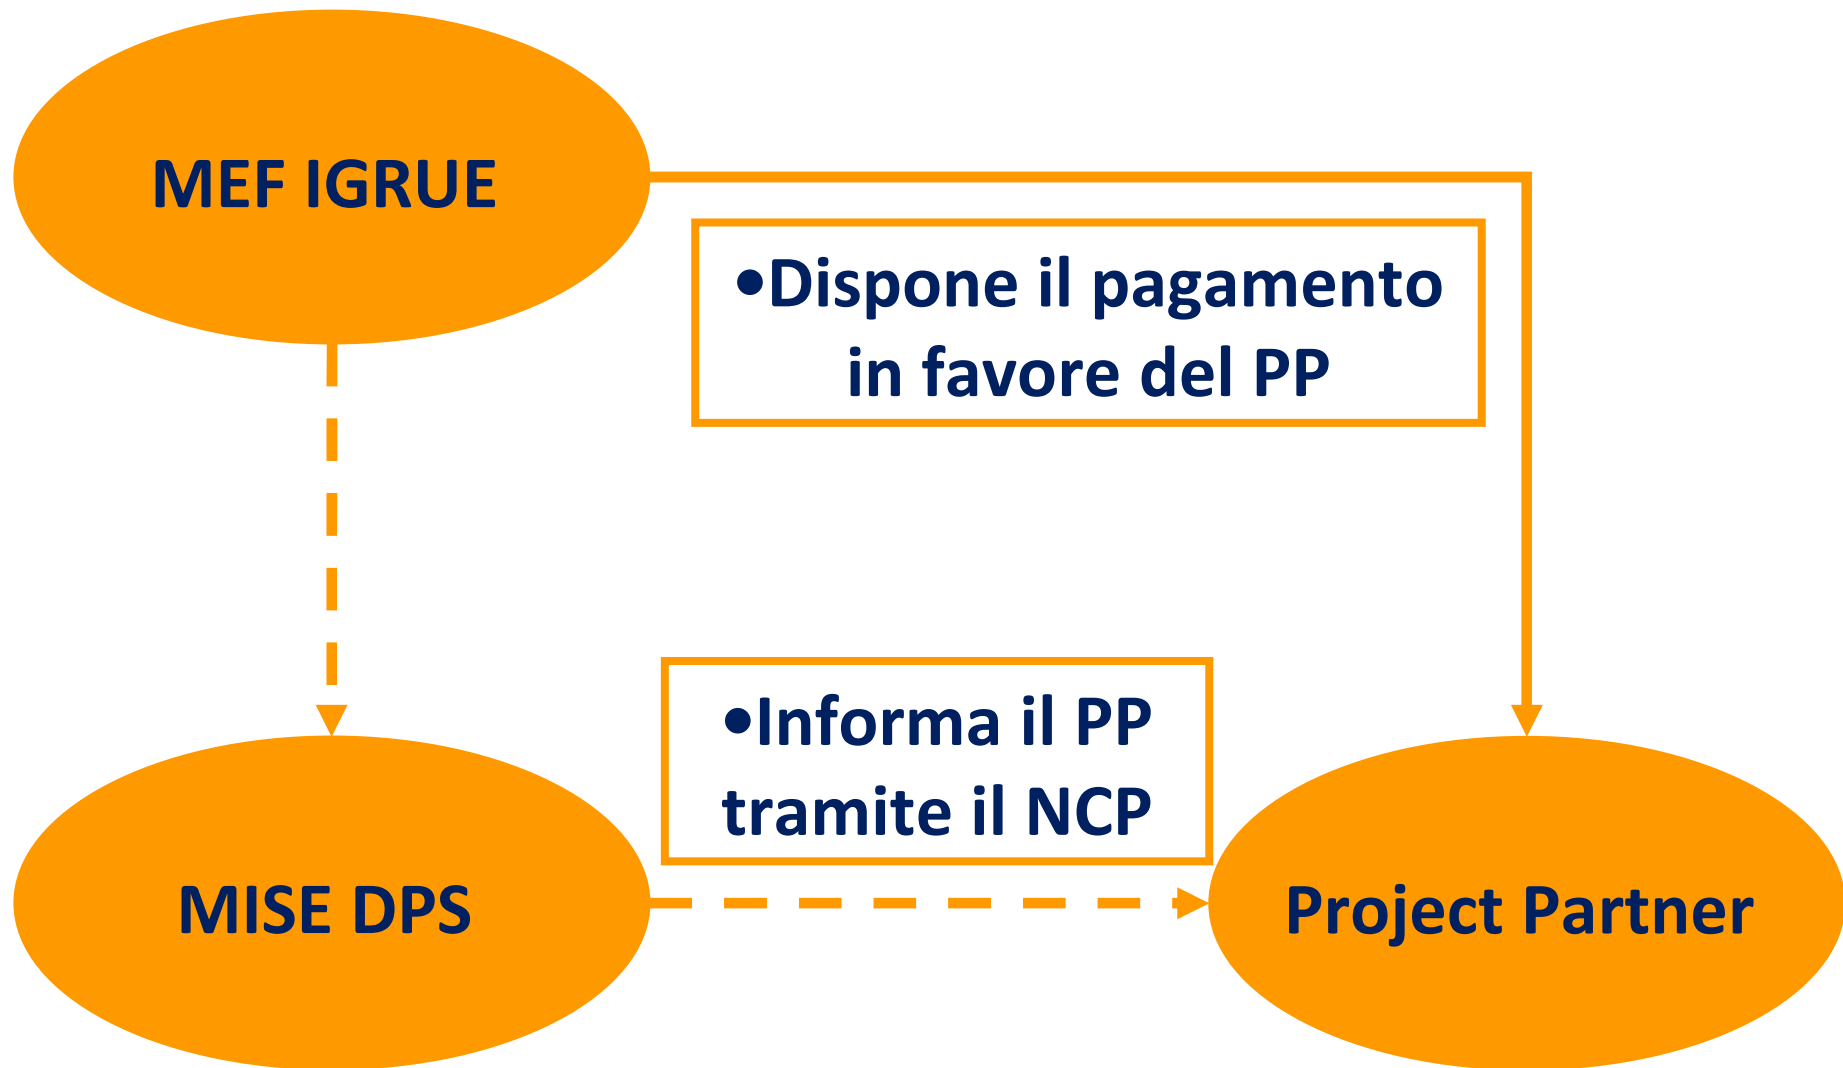 MEF IGRUE
•Dispone il pagamento
in favore del PP
•Informa il PP
tramite il NCP
MISE DPS
Project Partner